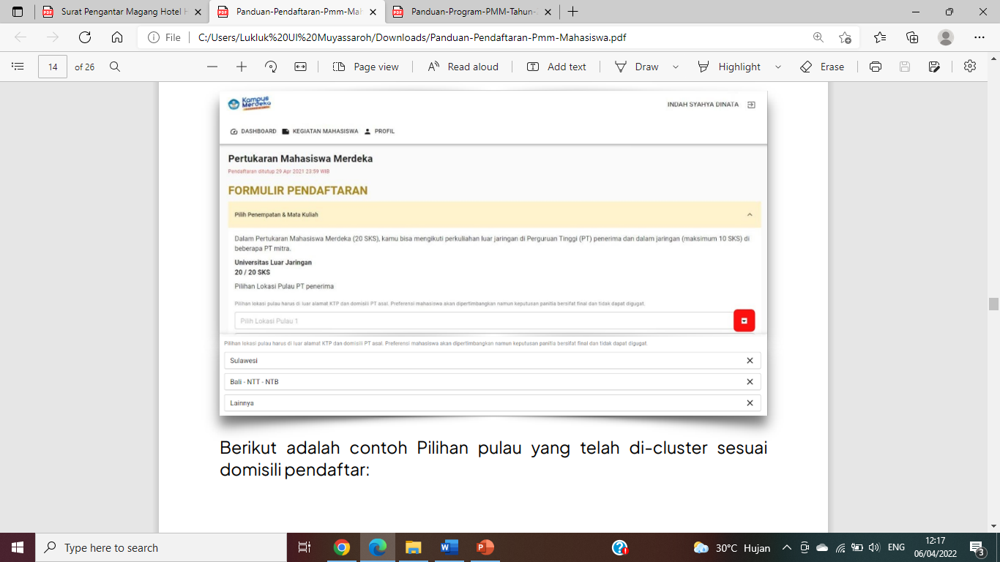 Surat Pengantar Magang Hotel H
Panduan-Pendaftaran-Pmm-Mah
Panduan-Program-PMM-Tahun-
File
C:/Users/Lukluk%20Ul%20Muyassaroh/Downloads/Panduan-Pendaftaran-Pmm-Mahasiswa.pdf
14 of 26
Page view
Read aloud
Add text
Draw
Highlight
Erase
Kampus
Merdeka
INDAH SYAHYA DINATA
DASHBOARD KEGIATAN MAHASISWA PROFIL
Pertukaran Mahasiswa Merdeka
Pendaftaran ditutup 29 Apr 2021 23:59 WIB
FORMULIR PENDAFTARAN
Pilih Penempatan & Mata Kuliah
Dalam Pertukaran Mahasiswa Merdeka (20 SKS), kamu bisa mengikuti perkuliahan luar jaringan di Perguruan Tinggi (PT) penerima dan dalam jaringan (maksimum 10 SKS) di
beberapa PT mitra.
Universitas Luar Jaringan
20 / 20 SKS
Pilihan Lokasi Pulau PT penerima
Pilihan lokasi pulau harus di luar alamat KTP dan domisili PT asal. Preferensi mahasiswa akan dipertimbangkan namun keputusan panitia bersifat final dan tidak dapat digugat.
Pilih Lokasi Pulau 1
Pilihan lokasi pulau harus di luar alamat KTP dan domisili PT asal. Preferensi mahasiswa akan dipertimbangkan namun keputusan panitia bersifat final dan tidak dapat digugat.
Sulawesi
Bali - NTT - NTB
Lainnya
Berikut adalah contoh Pilihan pulau yang telah di-cluster sesuai
domisili pendaftar:
Type here to search
30°C Hujan
ENG
12:17
06/04/2022
3